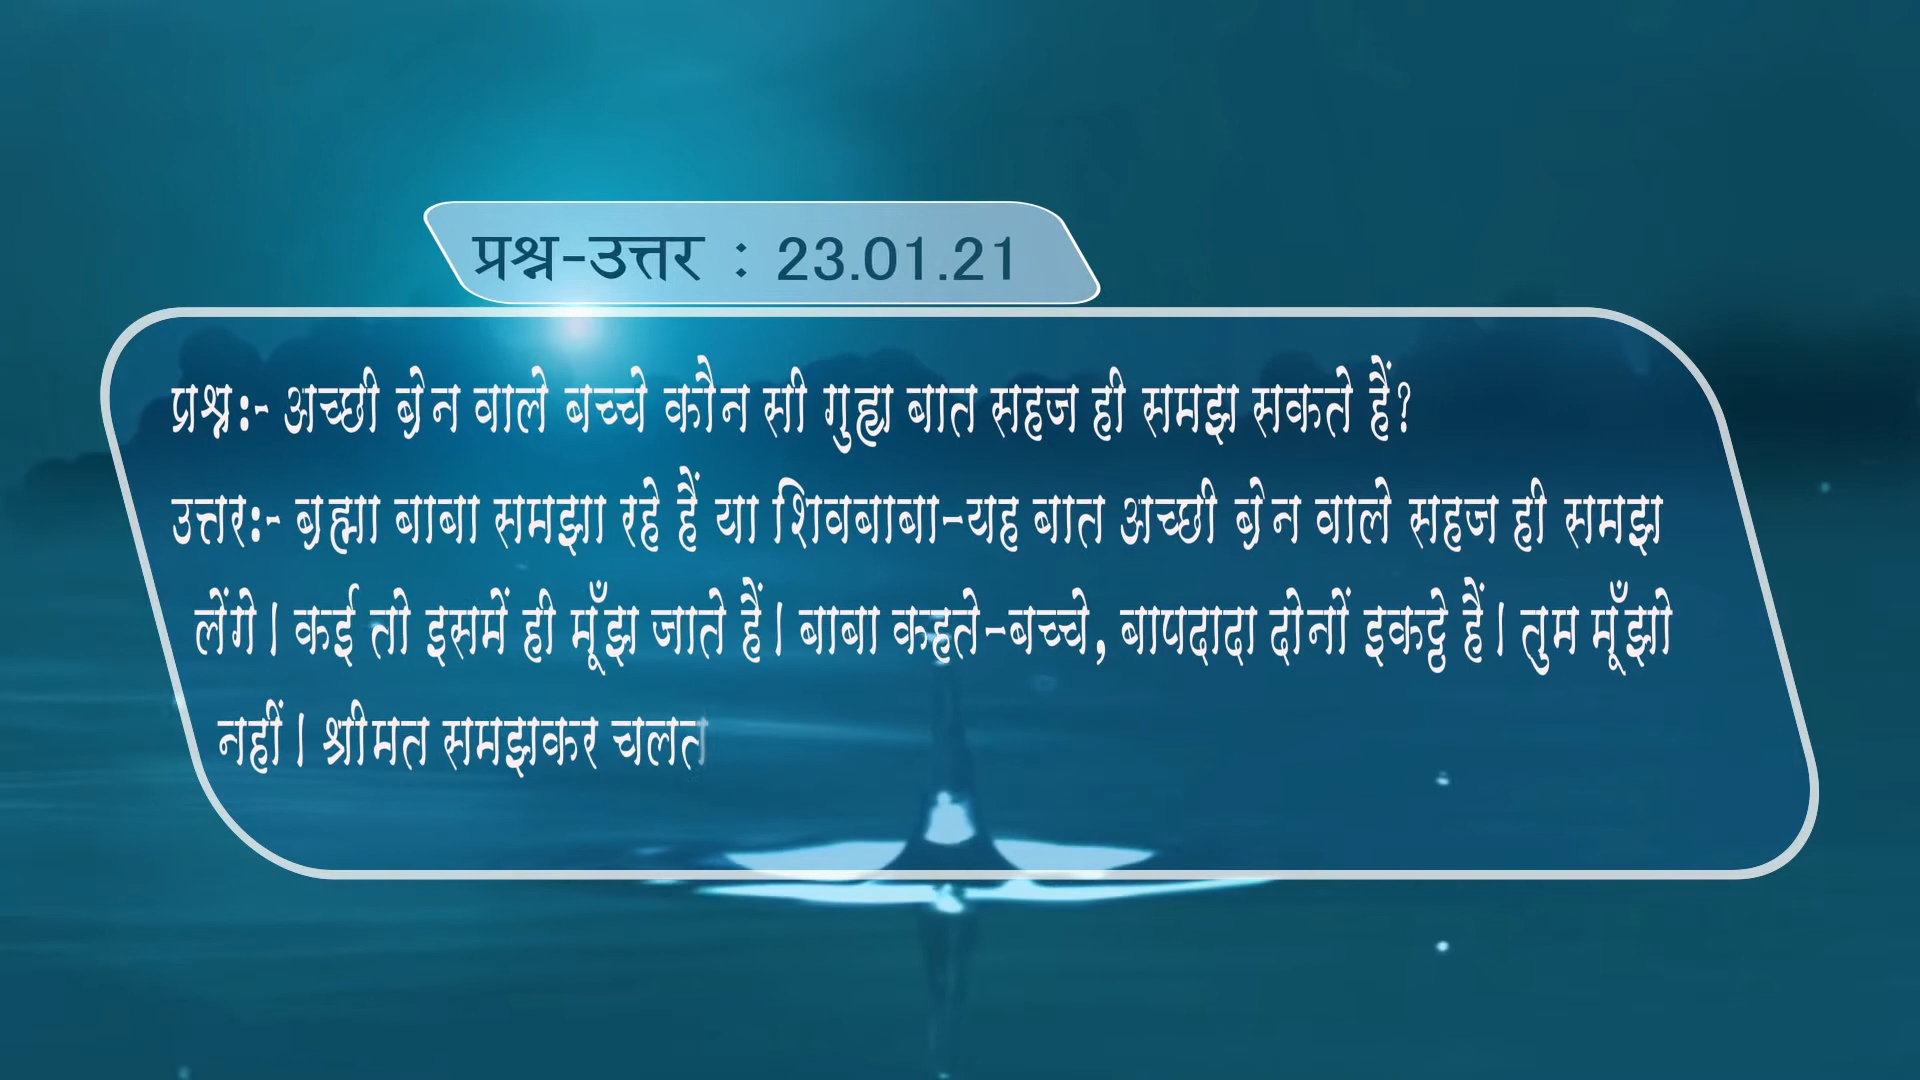 प्रश्न-उत्तर : 23.01.21
प्रश्न:- अच्छी ब्रेन वाले बच्चे कौन सी गुह्य बात सहज ही समझ सकते हैं?
उत्तर:- ब्रह्मा बाबा समझा रहे हैं या शिवबाबा-यह बात अच्छी ब्रेन वाले सहज ही समझ
लेंगे। कई तो इसमें ही मूँझ जाते हैं। बाबा कहते-बच्चे, बापदादा दोनों इकट्ठे हैं। तुम मूँझो
नहीं। श्रीमत समझकर चलत